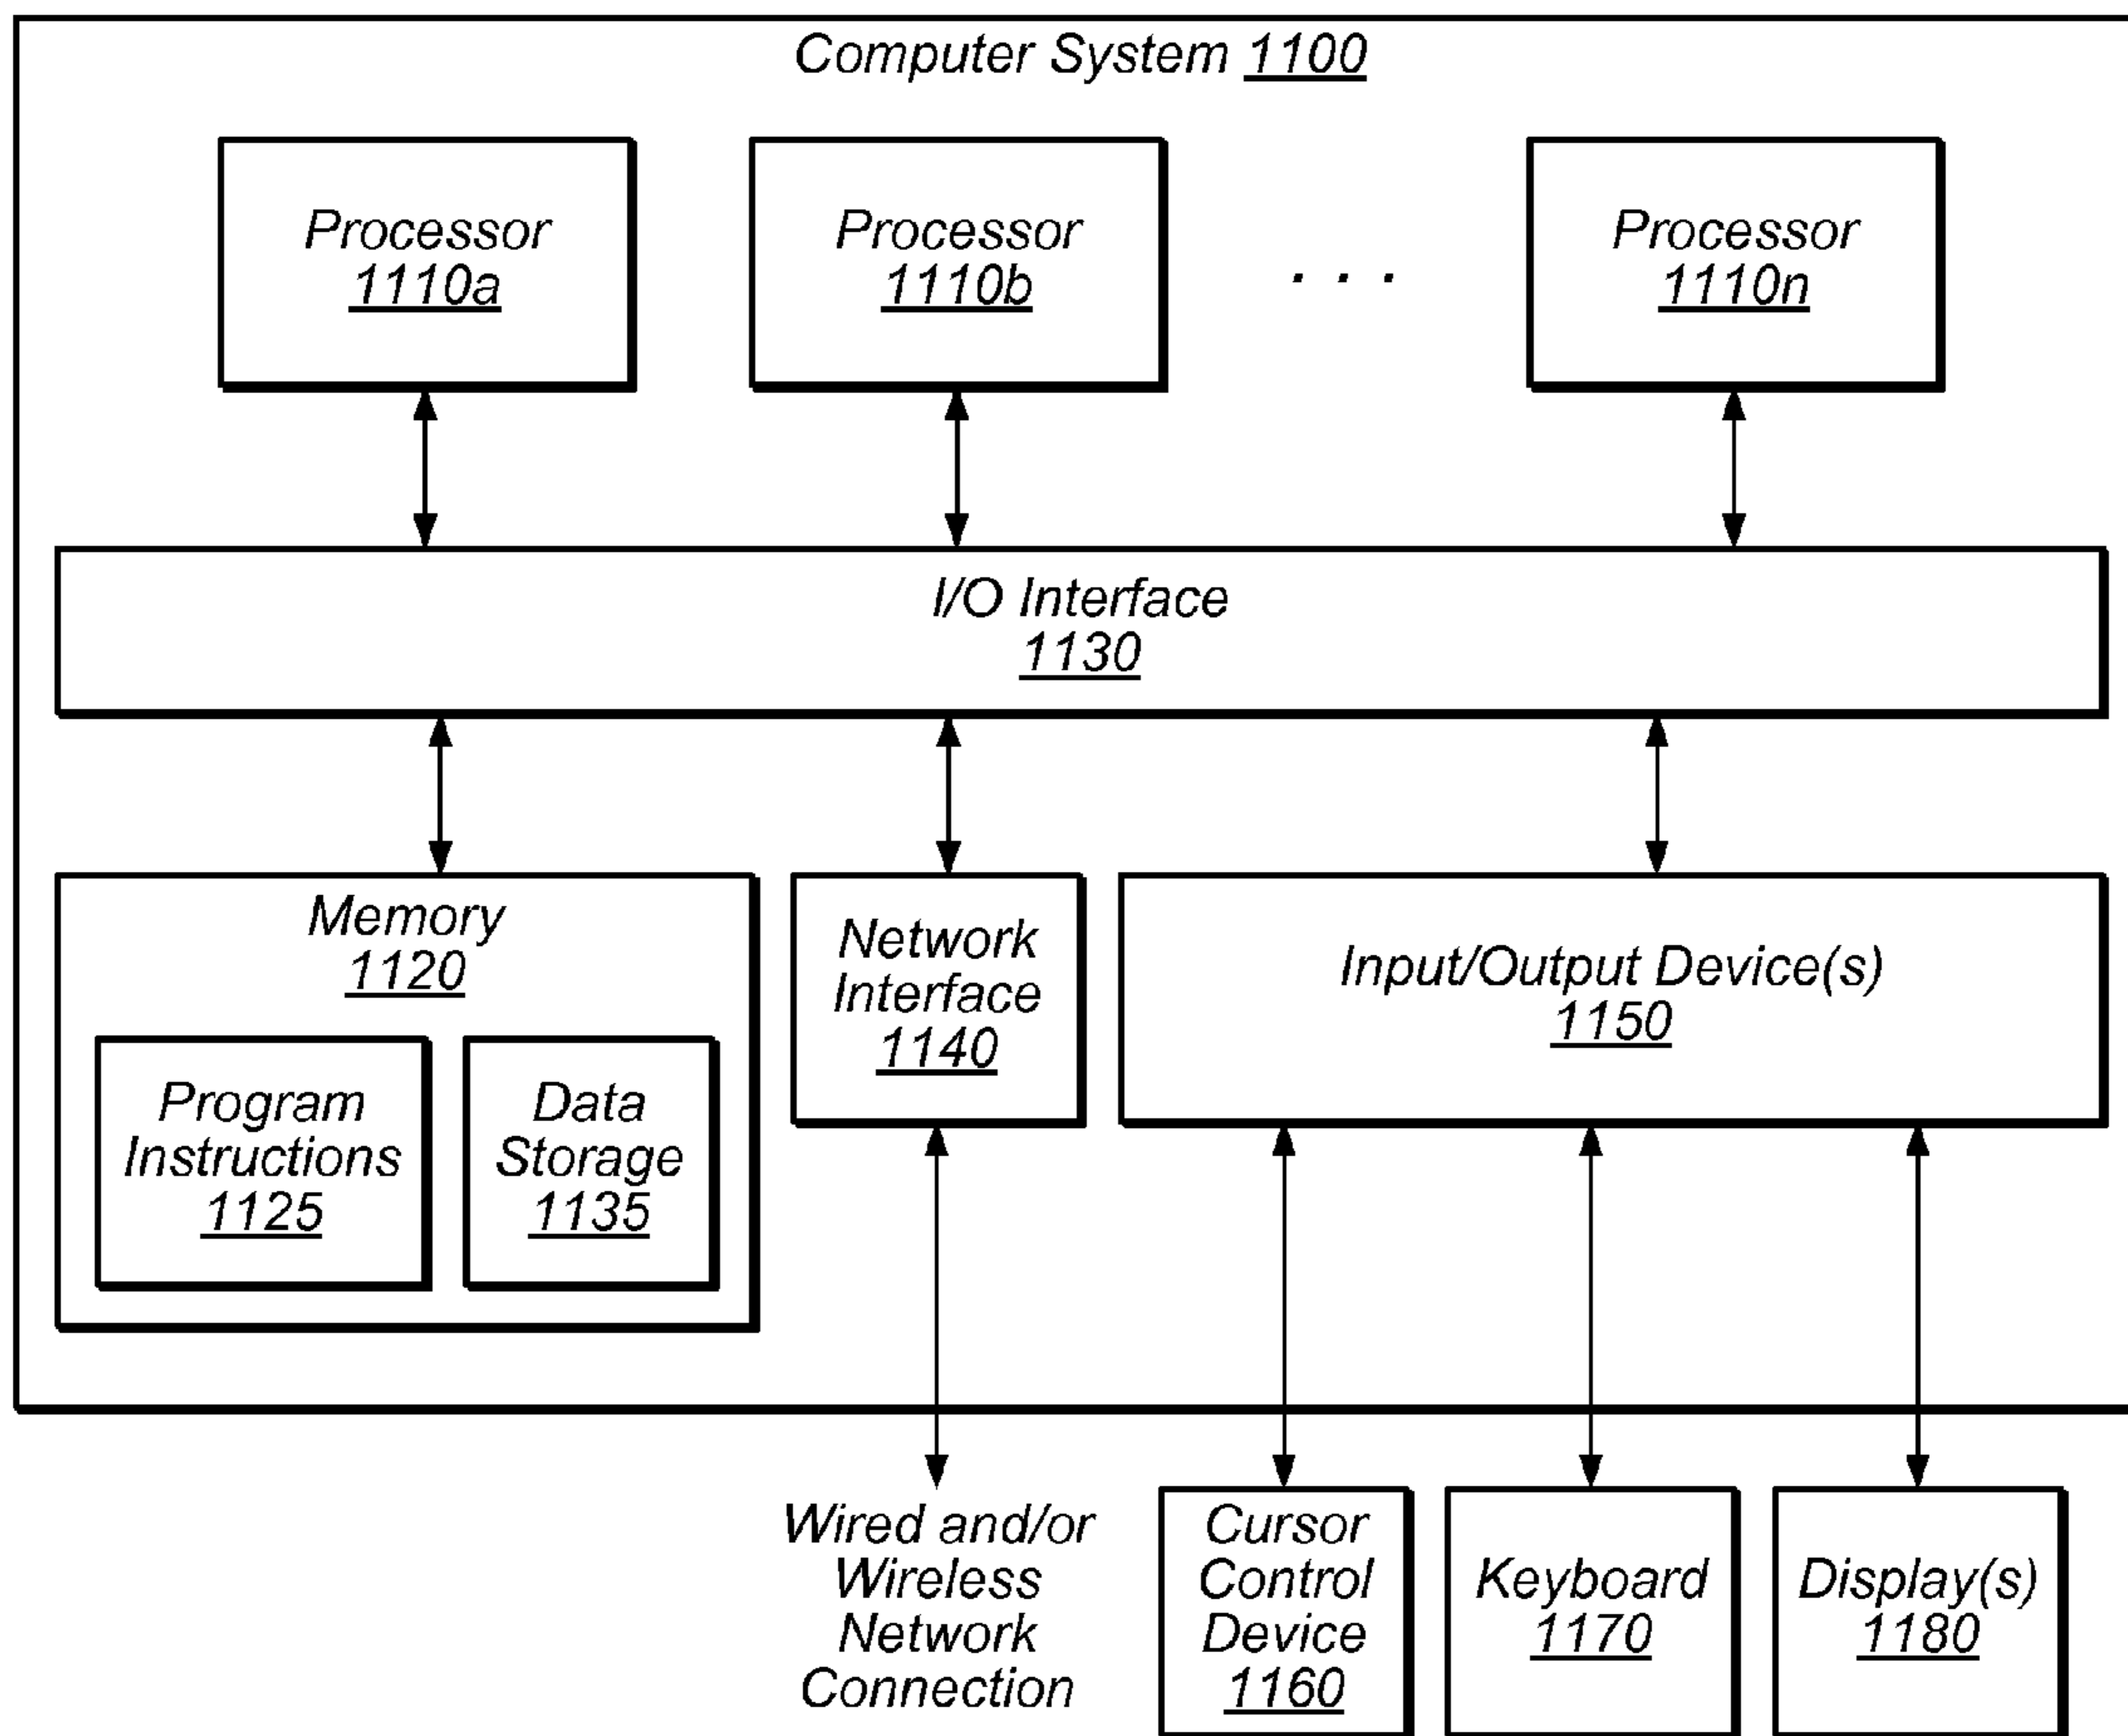 Computer System 1100
Processor
1110a
Processor
1110b
. . .
Processor
1110n
I/O Interface
1130
Memory
1120
Program
Instructions
1125
Data
Storage
1135
Network
Interface
1140
Input/Output Device(s)
1150
Wired and/or
Wireless
Network
Connection
Cursor
Control
Device
1160
Keyboard
1170
Display(s)
1180